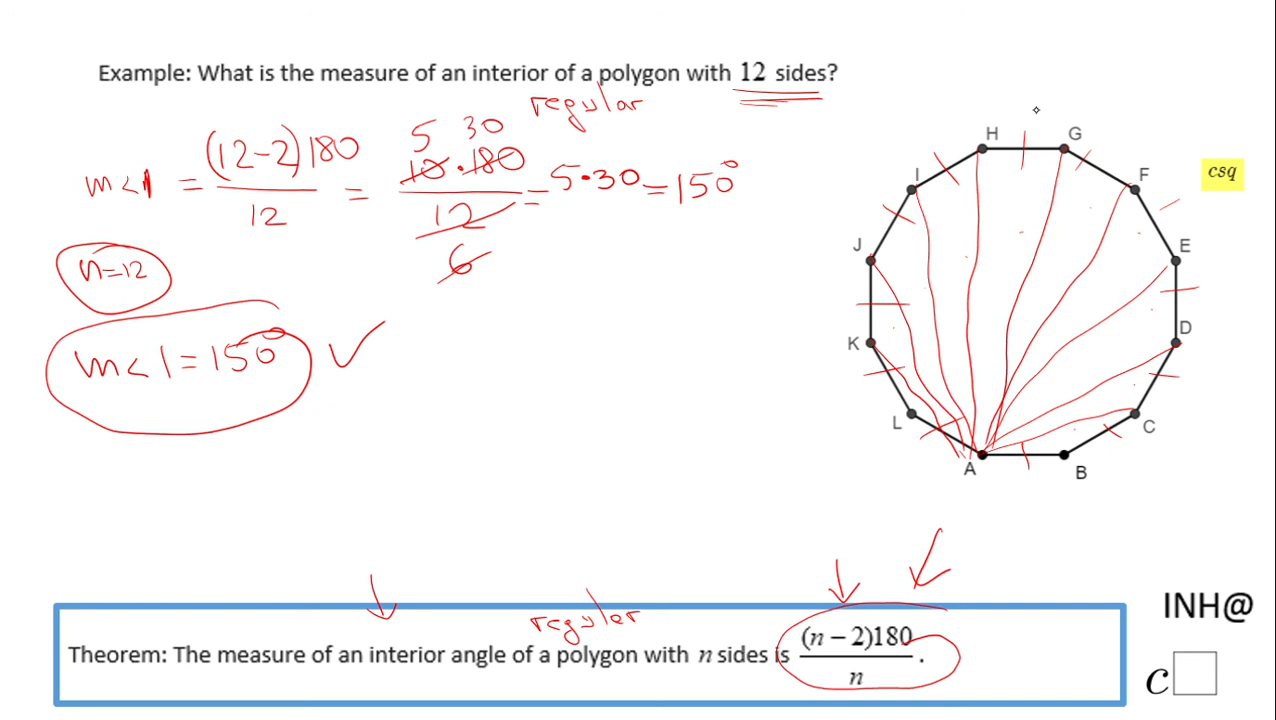 Example: What is the measure of an interior of a polygon with 12 sides?
regular
m<1 = (12-2)180 / 12 = 10·180 / 12 = 5·30 = 150°
5 30
6
n=12
m<1 = 150° ✓
H G
I F
J E
K D
L C
A B
csq
regular
Theorem: The measure of an interior angle of a polygon with n sides is (n − 2)180 / n .
INH@
c